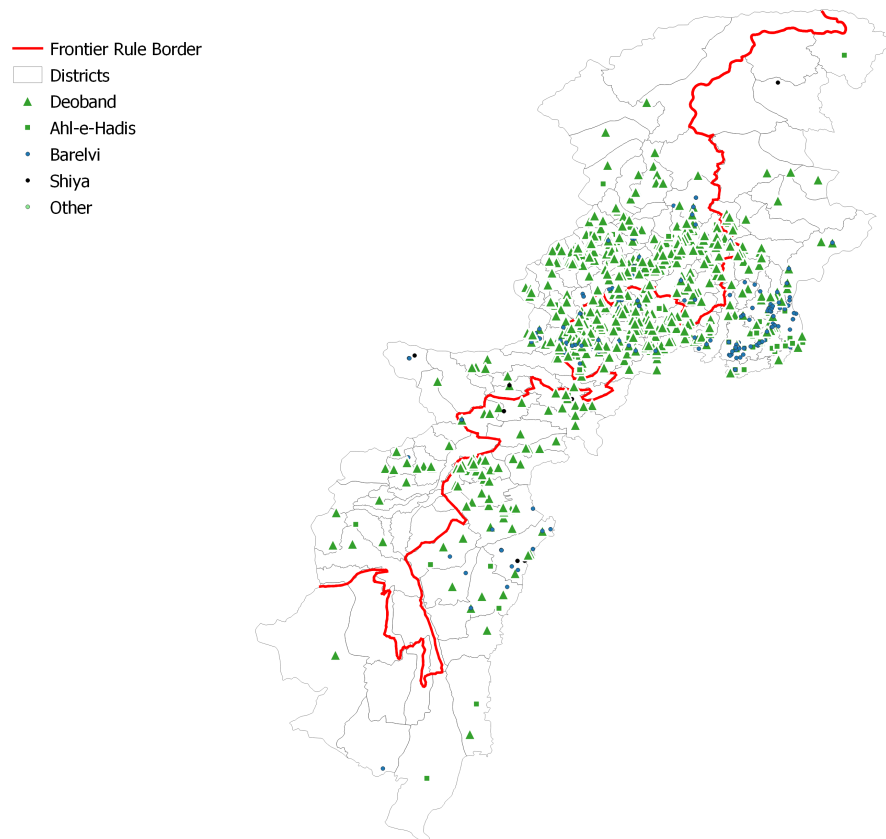 Frontier Rule Border
Districts
Deoband
Ahl-e-Hadis
Barelvi
Shiya
Other